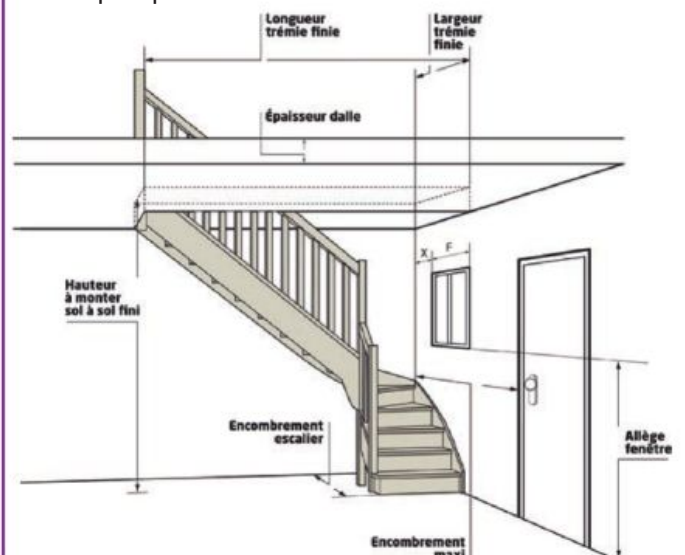 Longueur
trémie finie
Largeur
trémie
finie
Épaisseur dalle
X
F
Hauteur
à monter
sol à sol fini
Encombrement
escalier
Allège
fenêtre
Encombrement
maxi